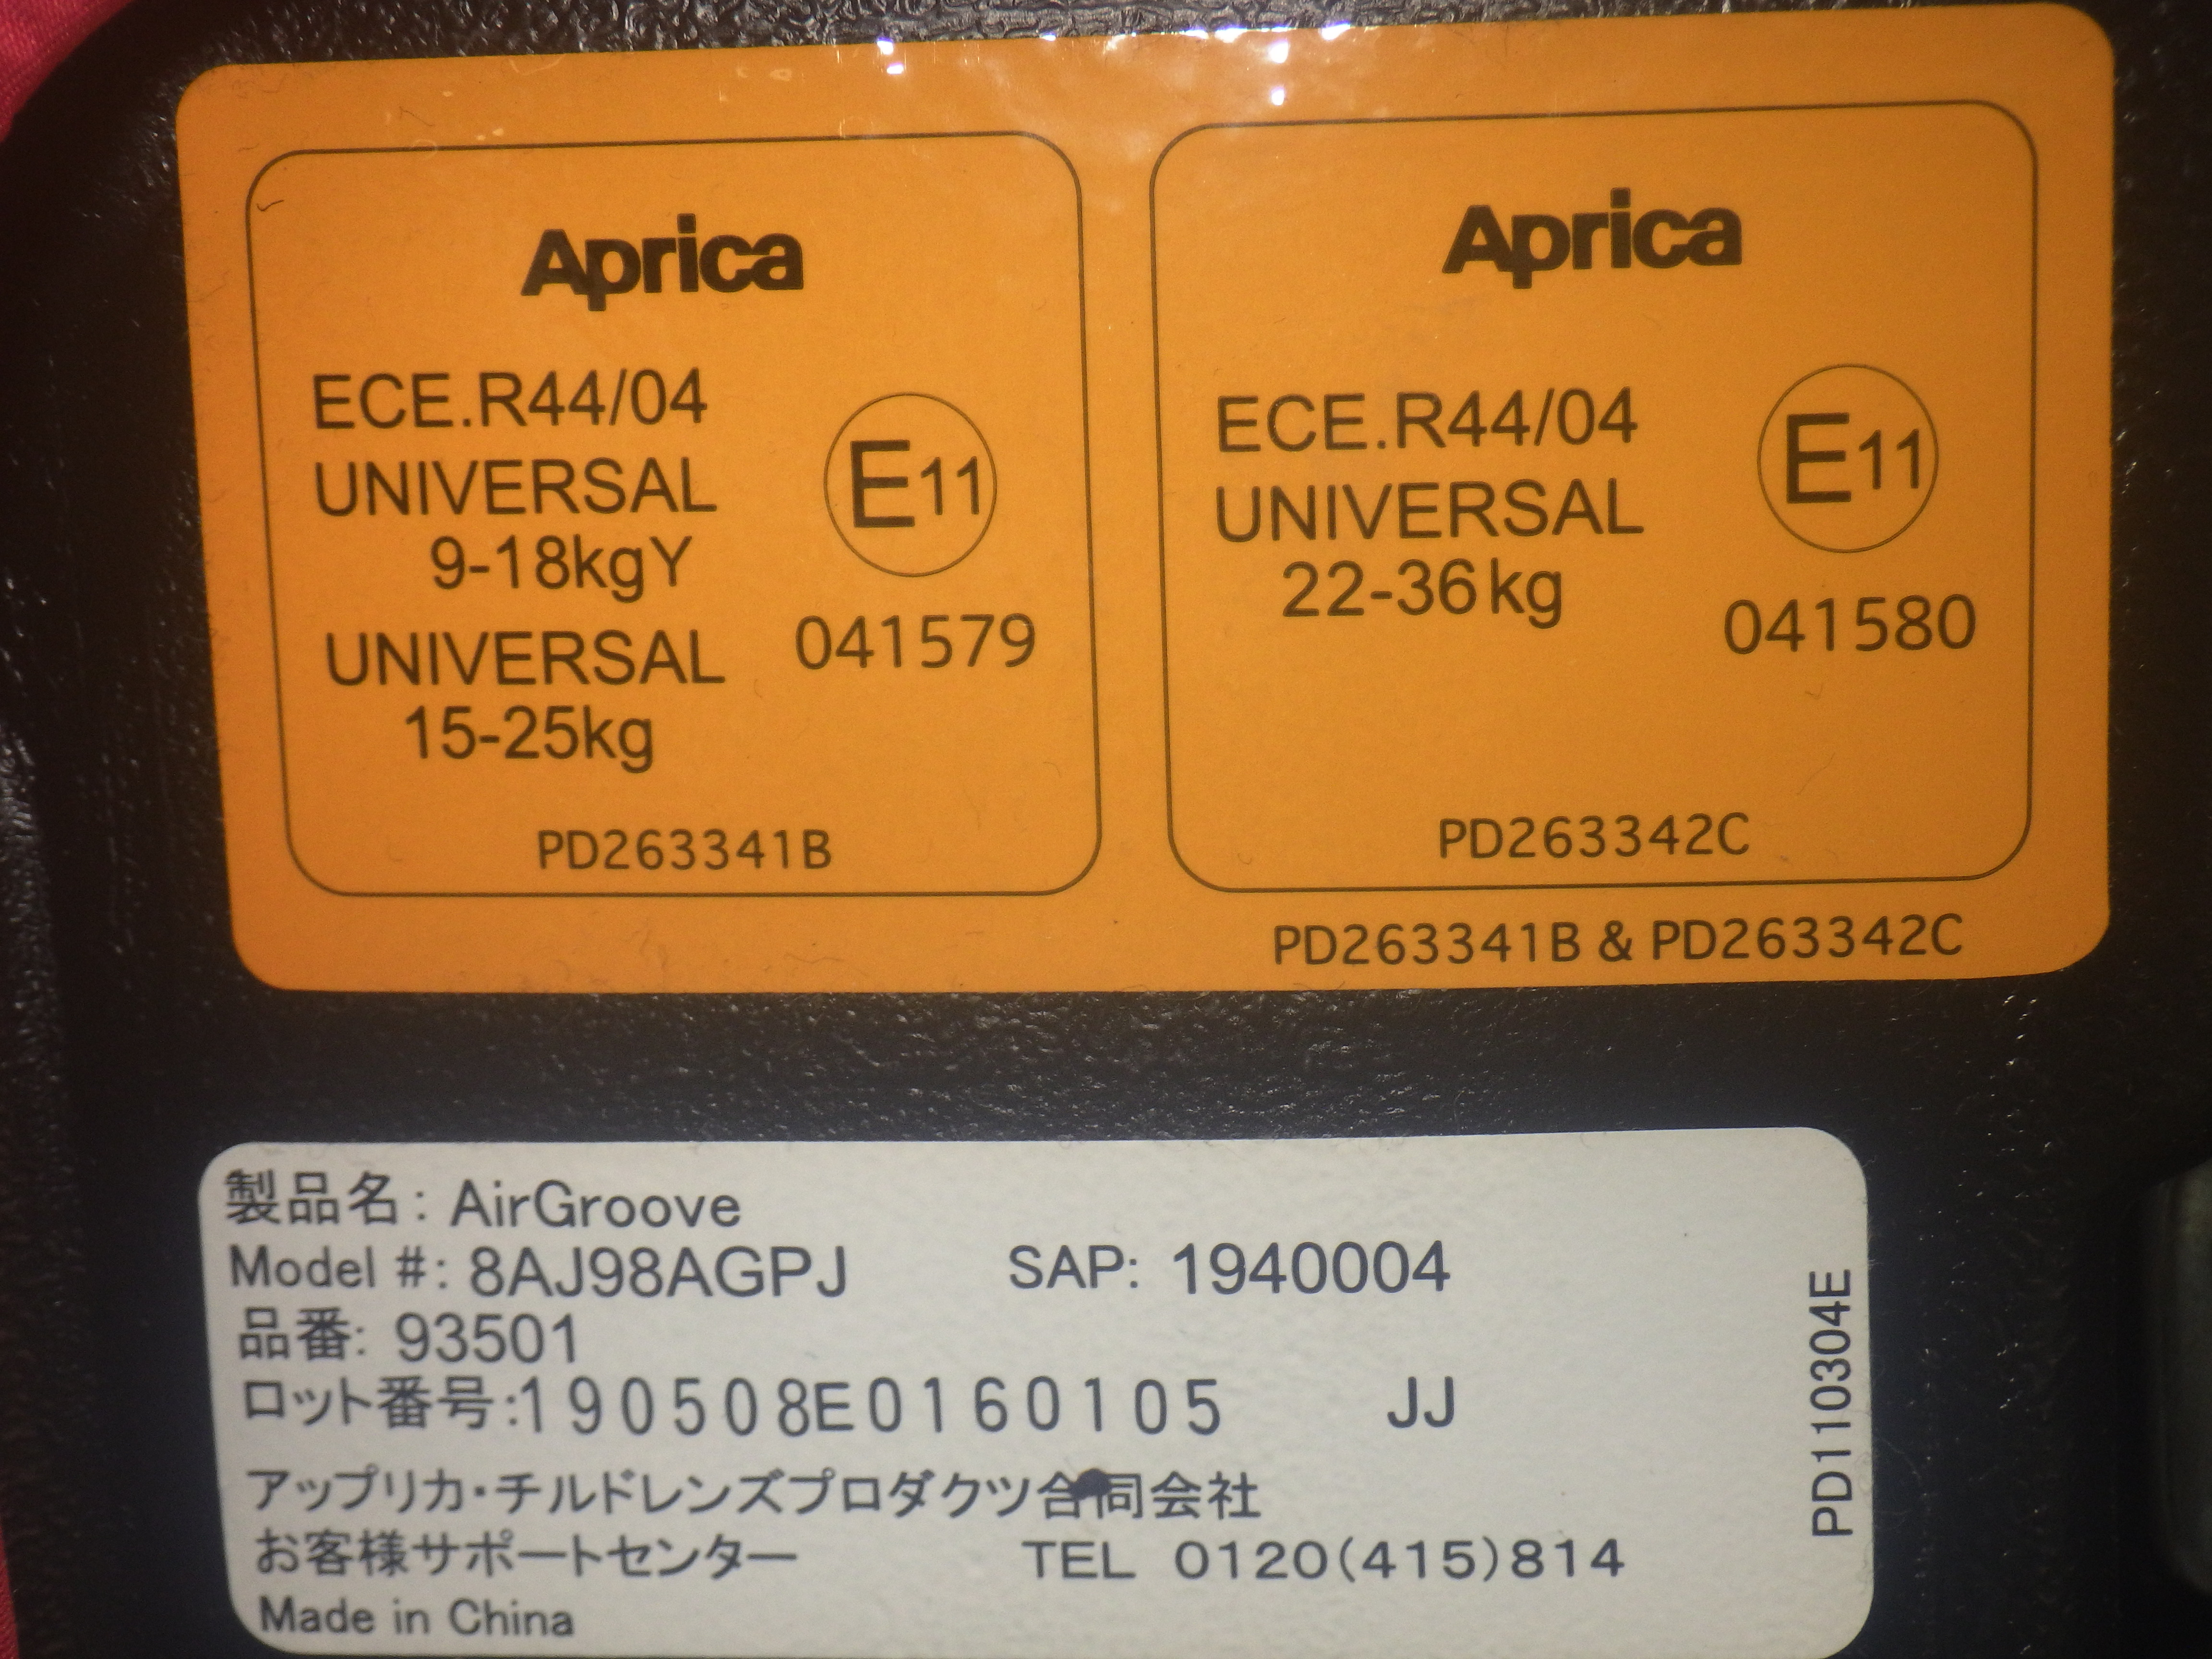 Aprica
ECE.R44/04
UNIVERSAL
9-18kgY
UNIVERSAL
15-25kg
E11
041579
PD263341B
Aprica
ECE.R44/04
UNIVERSAL
22-36kg
E11
041580
PD263342C
PD263341B & PD263342C
製品名: AirGroove
Model #: 8AJ98AGPJ SAP: 1940004
品番: 93501
ロット番号:190508E0160105 JJ
アップリカ・チルドレンズプロダクツ合同会社
お客様サポートセンター TEL 0120(415)814
Made in China
PD110304E